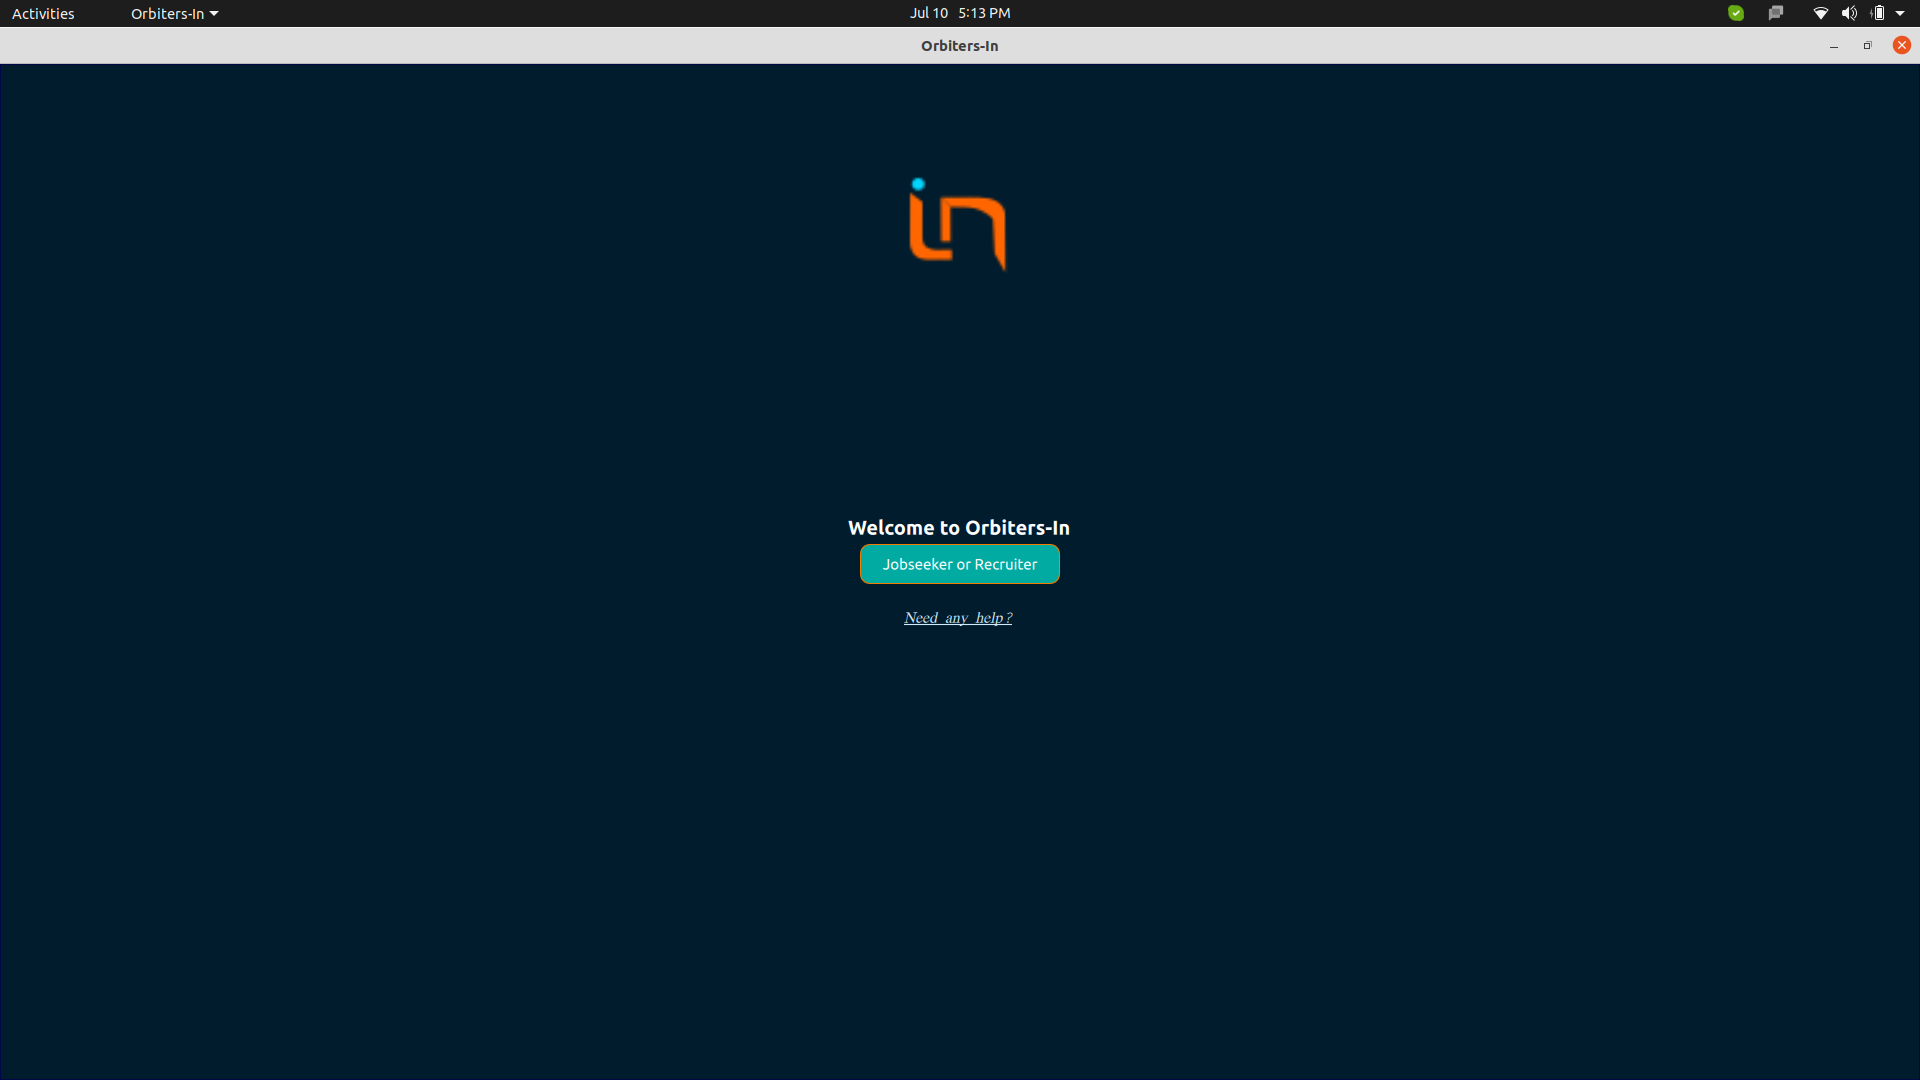 Activities Orbiters-In Jul 10 5:13 PM
Orbiters-In
in
Welcome to Orbiters-In
Jobseeker or Recruiter
Need any help?